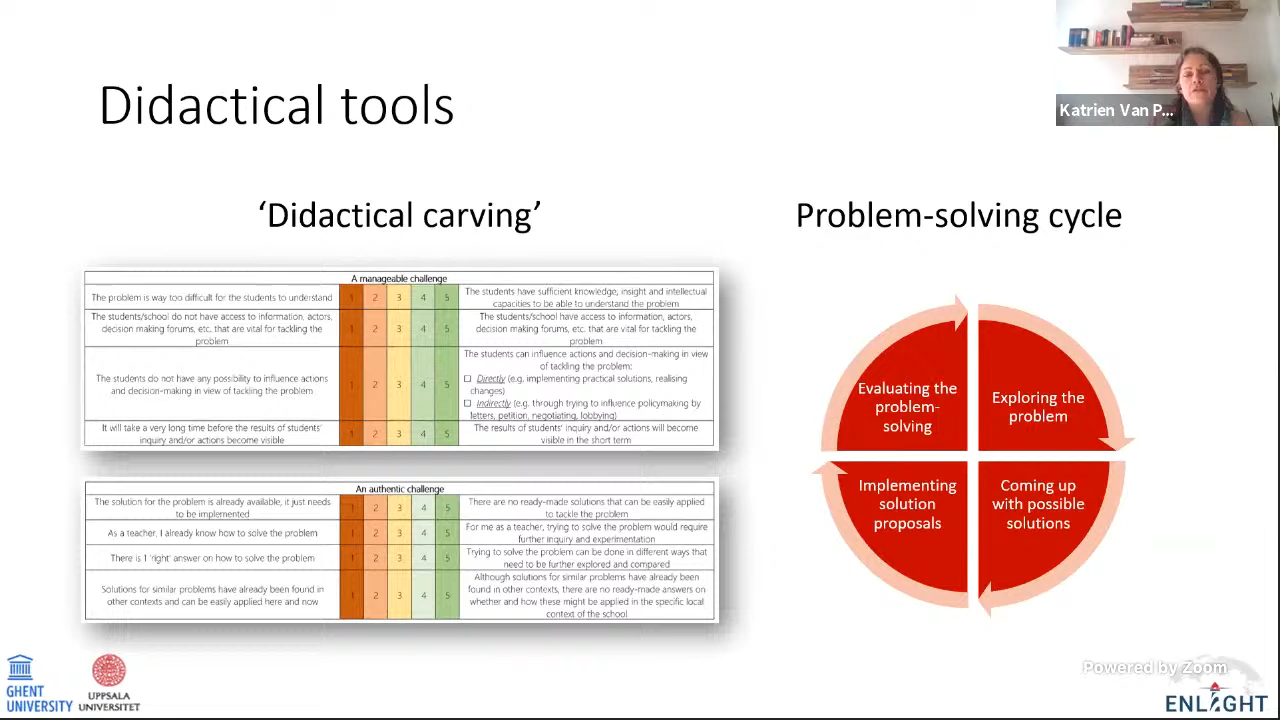 Didactical tools
Katrien Van P...
‘Didactical carving’
Problem-solving cycle
A manageable challenge
The problem is way too difficult for the students to understand
1 2 3 4 5
The students have sufficient knowledge, insight and intellectual
capacities to be able to understand the problem
The students/school do not have access to information, actors,
decision making forums, etc. that are vital for tackling the
problem
1 2 3 4 5
The students/school have access to information, actors,
decision making forums, etc. that are vital for tackling the
problem
The students do not have any possibility to influence actions
and decision-making in view of tackling the problem
1 2 3 4 5
The students can influence actions and decision-making in view
of tackling the problem:
☐ Directly (e.g. implementing practical solutions, realising
changes)
☐ Indirectly (e.g. through trying to influence policymaking by
letters, petition, negotiating, lobbying)
It will take a very long time before the results of students'
inquiry and/or actions become visible
1 2 3 4 5
The results of students' inquiry and/or actions will become
visible in the short term
An authentic challenge
The solution for the problem is already available, it just needs
to be implemented
1 2 3 4 5
There are no ready-made solutions that can be easily applied
to tackle the problem
As a teacher, I already know how to solve the problem
1 2 3 4 5
For me as a teacher, trying to solve the problem would require
further inquiry and experimentation
There is 1 'right' answer on how to solve the problem
1 2 3 4 5
Trying to solve the problem can be done in different ways that
need to be further explored and compared
Solutions for similar problems have already been found in
other contexts and can be easily applied here and now
1 2 3 4 5
Although solutions for similar problems have already been
found in other contexts, there are no ready-made answers on
whether and how these might be applied in the specific local
context of the school
Evaluating the
problem-
solving
Exploring the
problem
Implementing
solution
proposals
Coming up
with possible
solutions
GHENT
UNIVERSITY
UPPSALA
UNIVERSITET
Powered by Zoom
ENLIGHT